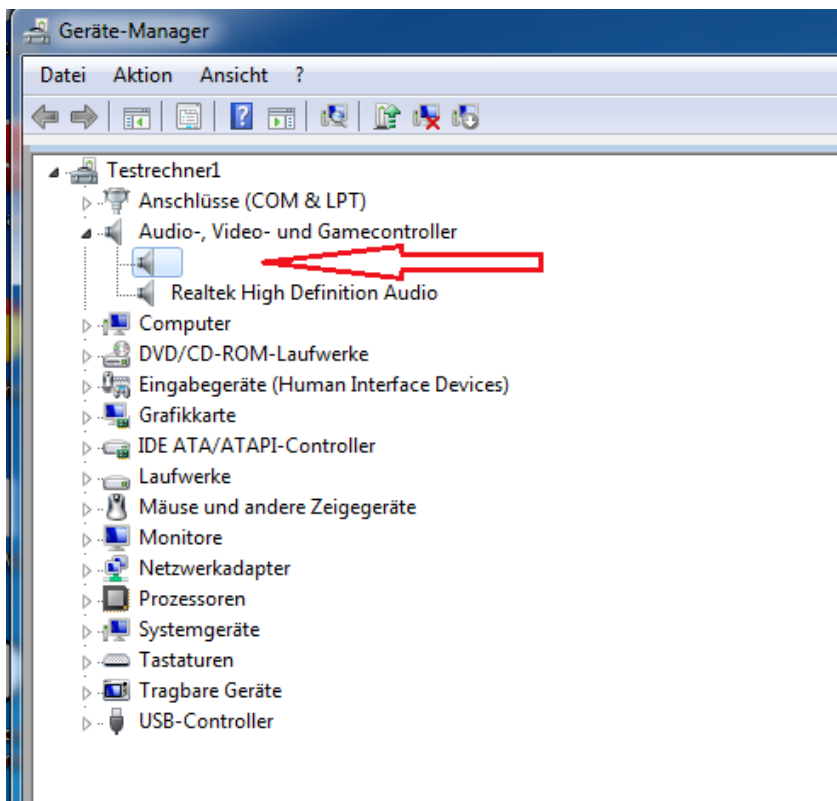 Geräte-Manager
Datei Aktion Ansicht ?
Testrechner1
Anschlüsse (COM & LPT)
Audio-, Video- und Gamecontroller
Realtek High Definition Audio
Computer
DVD/CD-ROM-Laufwerke
Eingabegeräte (Human Interface Devices)
Grafikkarte
IDE ATA/ATAPI-Controller
Laufwerke
Mäuse und andere Zeigegeräte
Monitore
Netzwerkadapter
Prozessoren
Systemgeräte
Tastaturen
Tragbare Geräte
USB-Controller